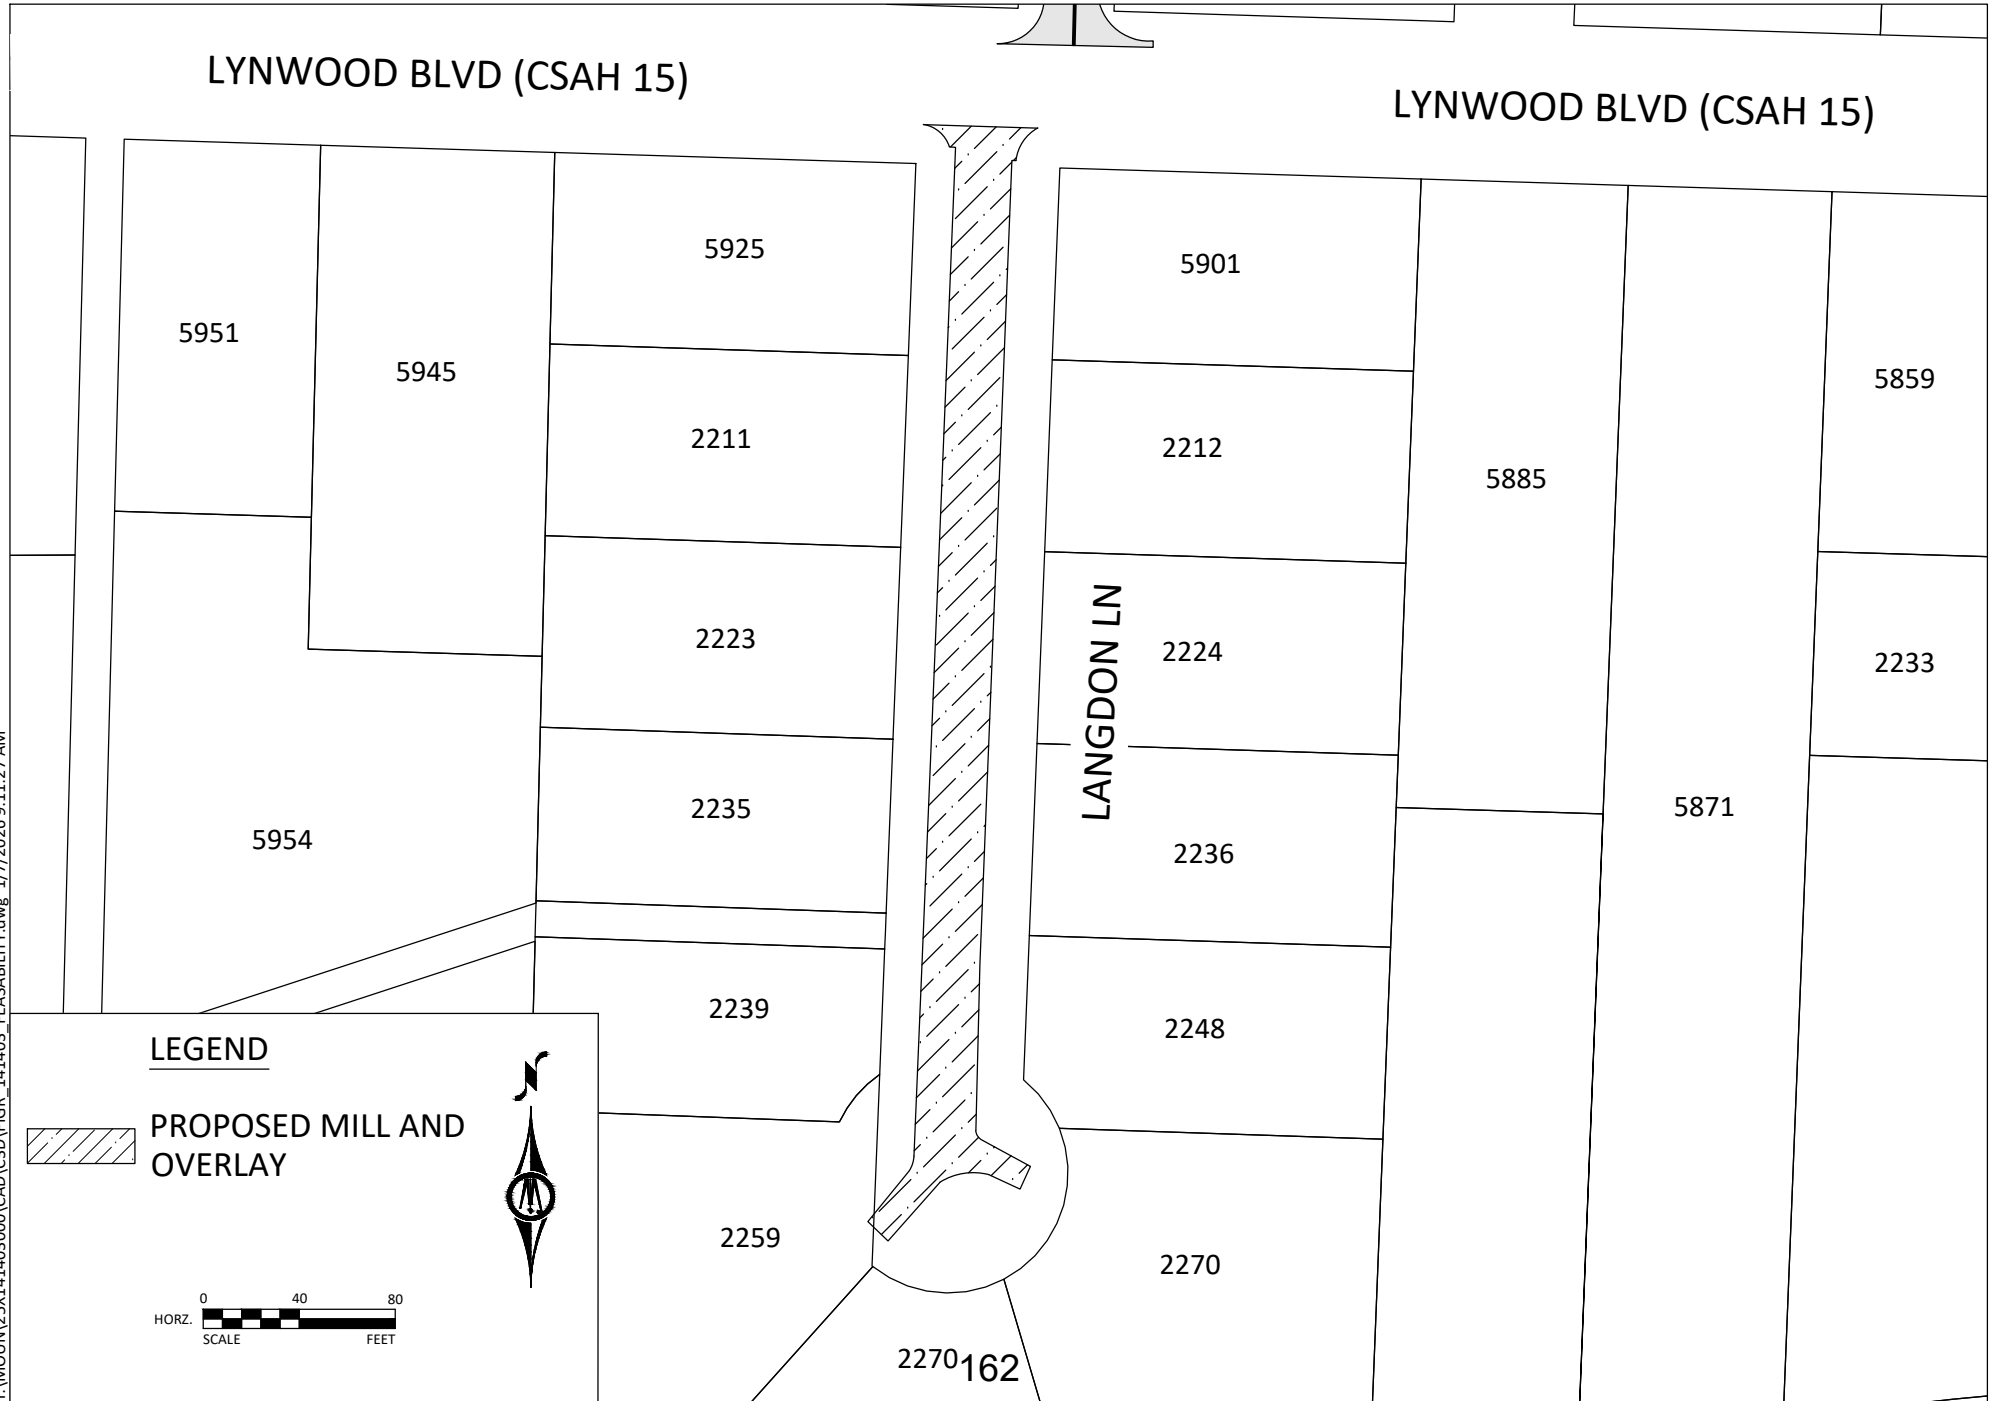 LYNWOOD BLVD (CSAH 15)
LYNWOOD BLVD (CSAH 15)
5925
5901
5951
5945
5859
2211
2212
5885
2223
2224
2233
LANGDON LN
2235
5871
5954
2236
2239
2248
LEGEND
N
PROPOSED MILL AND
OVERLAY
2259
2270
0 40 80
HORZ.
SCALE FEET
2270
162